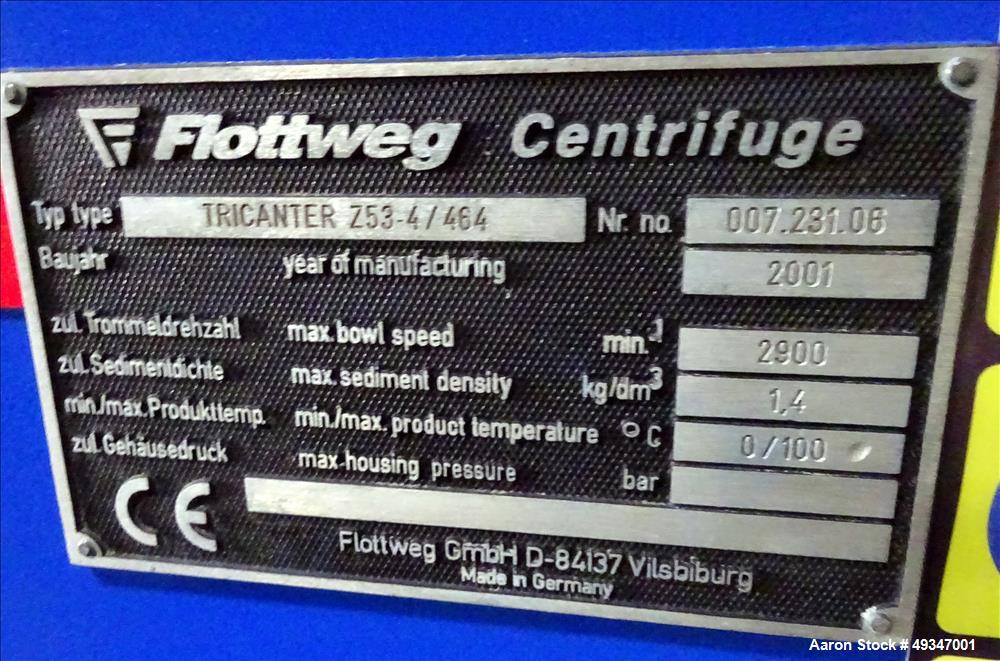 Flottweg Centrifuge
Typ type TRICANTER Z53-4/464 Nr. no. 007.231.06
Baujahr year of manufacturing 2001
zul. Trommeldrehzahl max. bowl speed min.-1 2900
zul. Sedimentdichte max. sediment density kg/dm3 1,4
min./max. Produkttemp. min./max. product temperature °C 0/100
zul. Gehäusedruck max. housing pressure bar
CE
Flottweg GmbH D-84137 Vilsbiburg
Made in Germany
Aaron Stock # 49347001